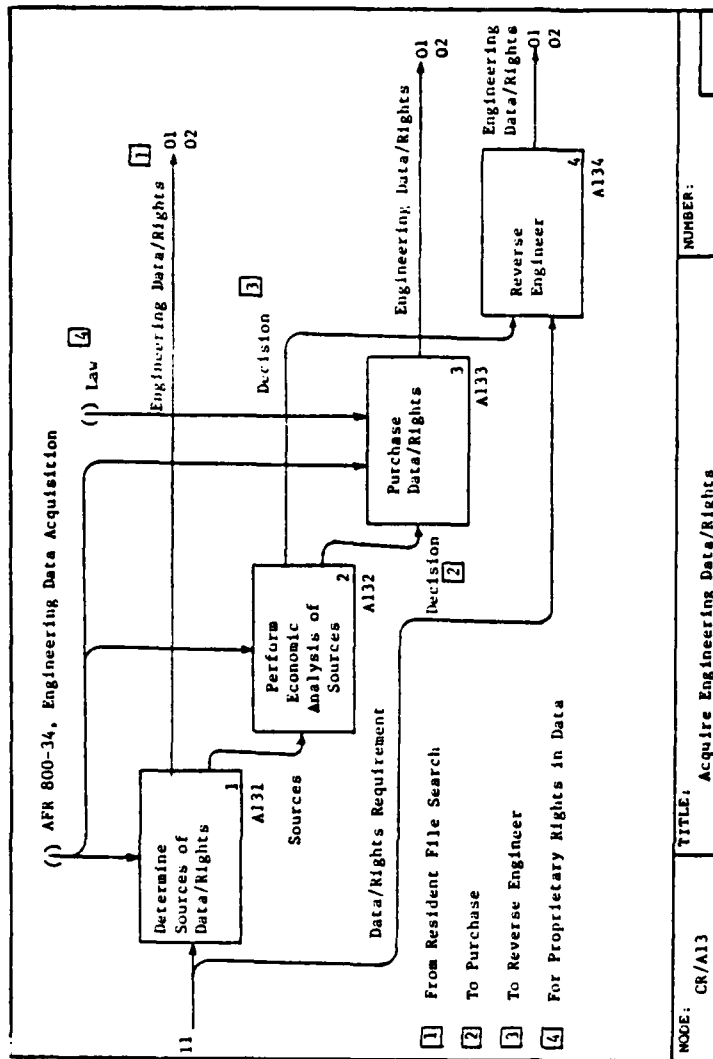 ( ) AFR 800-34, Engineering Data Acquisition
( ) Law 4
Engineering Data/Rights 1
O1
O2
I1
Determine
Sources of
Data/Rights
1
A131
Sources
Perform
Economic
Analysis of
Sources
2
A132
Decision 3
Decision
2
Purchase
Data/Rights
3
A133
Engineering Data/Rights
O1
O2
Data/Rights Requirement
Reverse
Engineer
4
A134
Engineering
Data/Rights
O1
O2
1 From Resident File Search
2 To Purchase
3 To Reverse Engineer
4 For Proprietary Rights in Data
NODE: CR/A13
TITLE: Acquire Engineering Data/Rights
NUMBER: